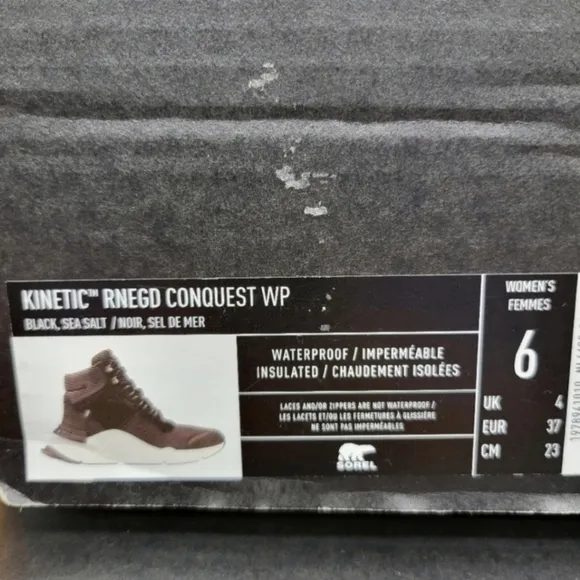 KINETIC™ RNEGD CONQUEST WP
BLACK, SEA SALT / NOIR, SEL DE MER
WATERPROOF / IMPERMÉABLE
INSULATED / CHAUDEMENT ISOLÉES
LACES AND/OR ZIPPERS ARE NOT WATERPROOF /
LES LACETS ET/OU LES FERMETURES À GLISSIÈRE
NE SONT PAS IMPERMÉABLES
SOREL
WOMEN'S
FEMMES
6
UK 4
EUR 37
CM 23